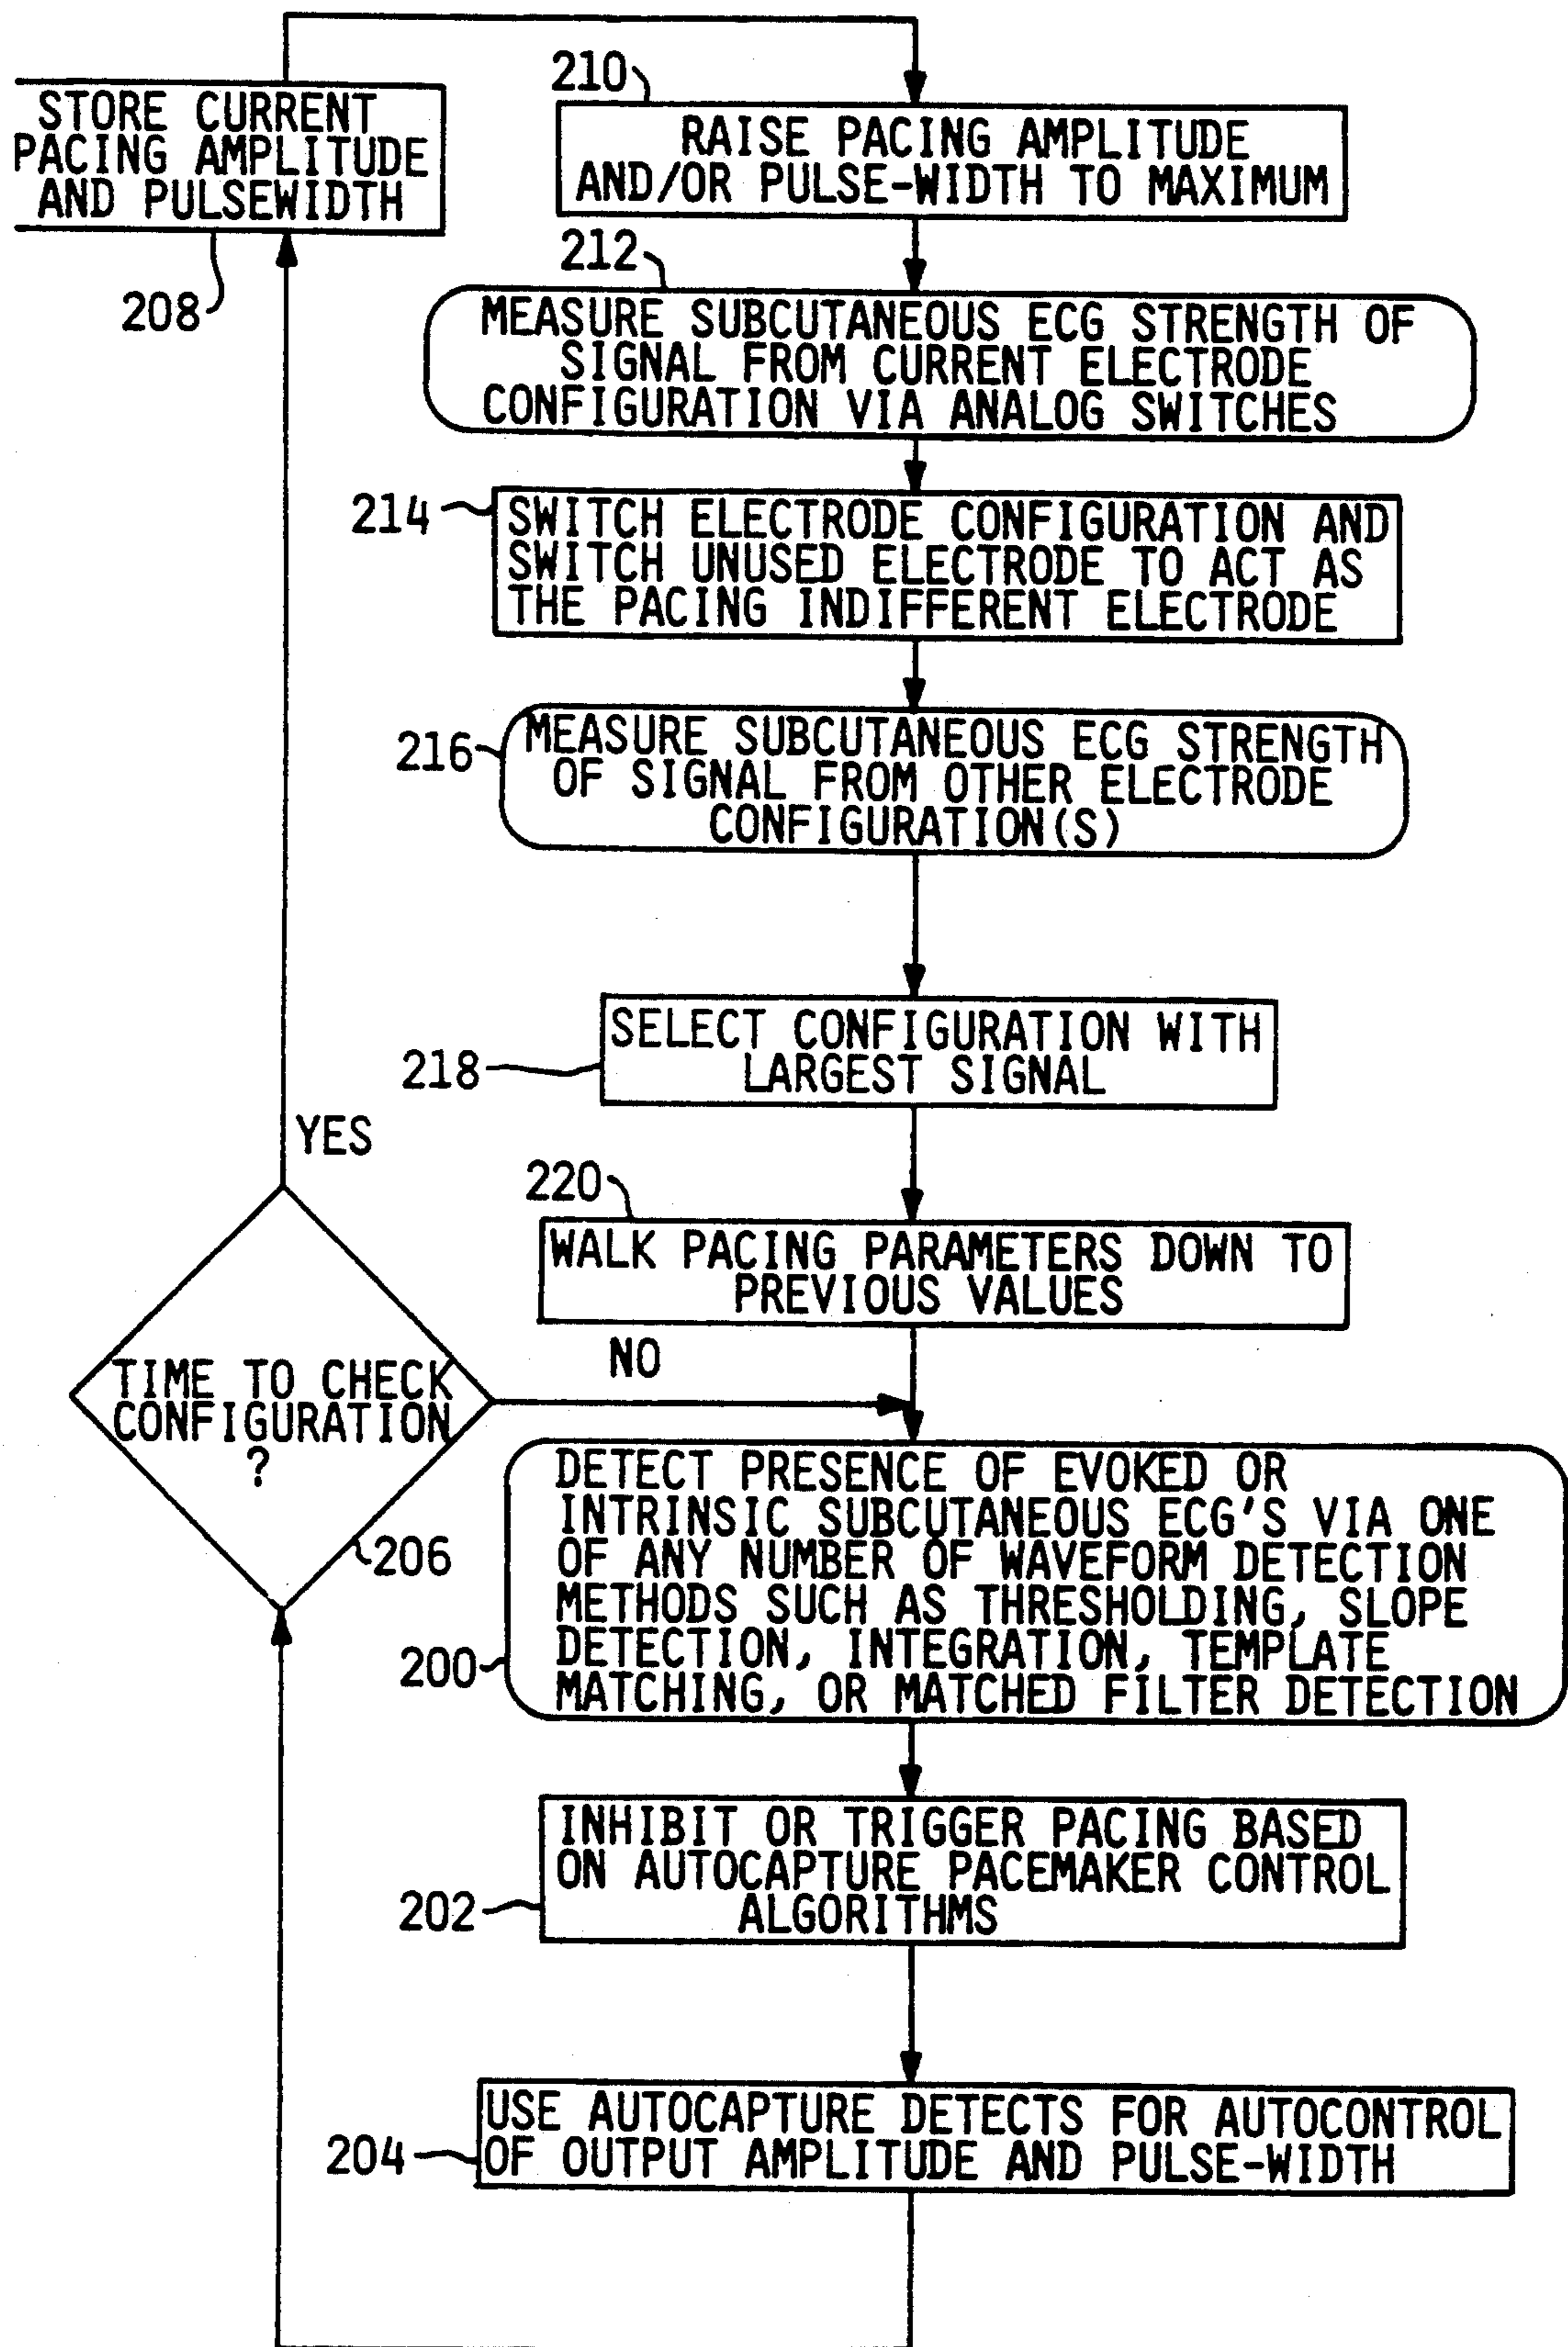 STORE CURRENT
PACING AMPLITUDE
AND PULSEWIDTH
208
210
RAISE PACING AMPLITUDE
AND/OR PULSE-WIDTH TO MAXIMUM
212
MEASURE SUBCUTANEOUS ECG STRENGTH OF
SIGNAL FROM CURRENT ELECTRODE
CONFIGURATION VIA ANALOG SWITCHES
214
SWITCH ELECTRODE CONFIGURATION AND
SWITCH UNUSED ELECTRODE TO ACT AS
THE PACING INDIFFERENT ELECTRODE
216
MEASURE SUBCUTANEOUS ECG STRENGTH
OF SIGNAL FROM OTHER ELECTRODE
CONFIGURATION(S)
218
SELECT CONFIGURATION WITH
LARGEST SIGNAL
YES
220
WALK PACING PARAMETERS DOWN TO
PREVIOUS VALUES
NO
TIME TO CHECK
CONFIGURATION
?
206
200
DETECT PRESENCE OF EVOKED OR
INTRINSIC SUBCUTANEOUS ECG'S VIA ONE
OF ANY NUMBER OF WAVEFORM DETECTION
METHODS SUCH AS THRESHOLDING, SLOPE
DETECTION, INTEGRATION, TEMPLATE
MATCHING, OR MATCHED FILTER DETECTION
202
INHIBIT OR TRIGGER PACING BASED
ON AUTOCAPTURE PACEMAKER CONTROL
ALGORITHMS
204
USE AUTOCAPTURE DETECTS FOR AUTOCONTROL
OF OUTPUT AMPLITUDE AND PULSE-WIDTH